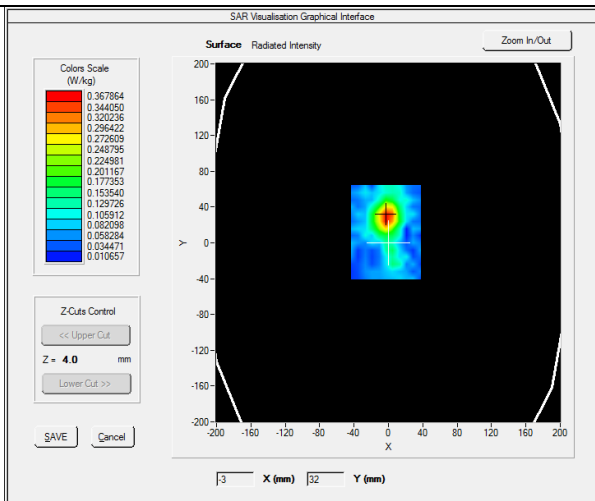 SAR Visualisation Graphical Interface
Surface Radiated Intensity
Zoom In/Out
Colors Scale
(W/kg)
0.367864
0.344050
0.320236
0.296422
0.272609
0.248795
0.224981
0.201167
0.177353
0.153540
0.129726
0.105912
0.082098
0.058284
0.034471
0.010657
Z-Cuts Control
<< Upper Cut
Z = 4.0 mm
Lower Cut >>
SAVE Cancel
200
160
120
80
40
0
-40
-80
-120
-160
-200
Y
-200 -160 -120 -80 -40 0 40 80 120 160 200
X
-3 X (mm) 32 Y (mm)